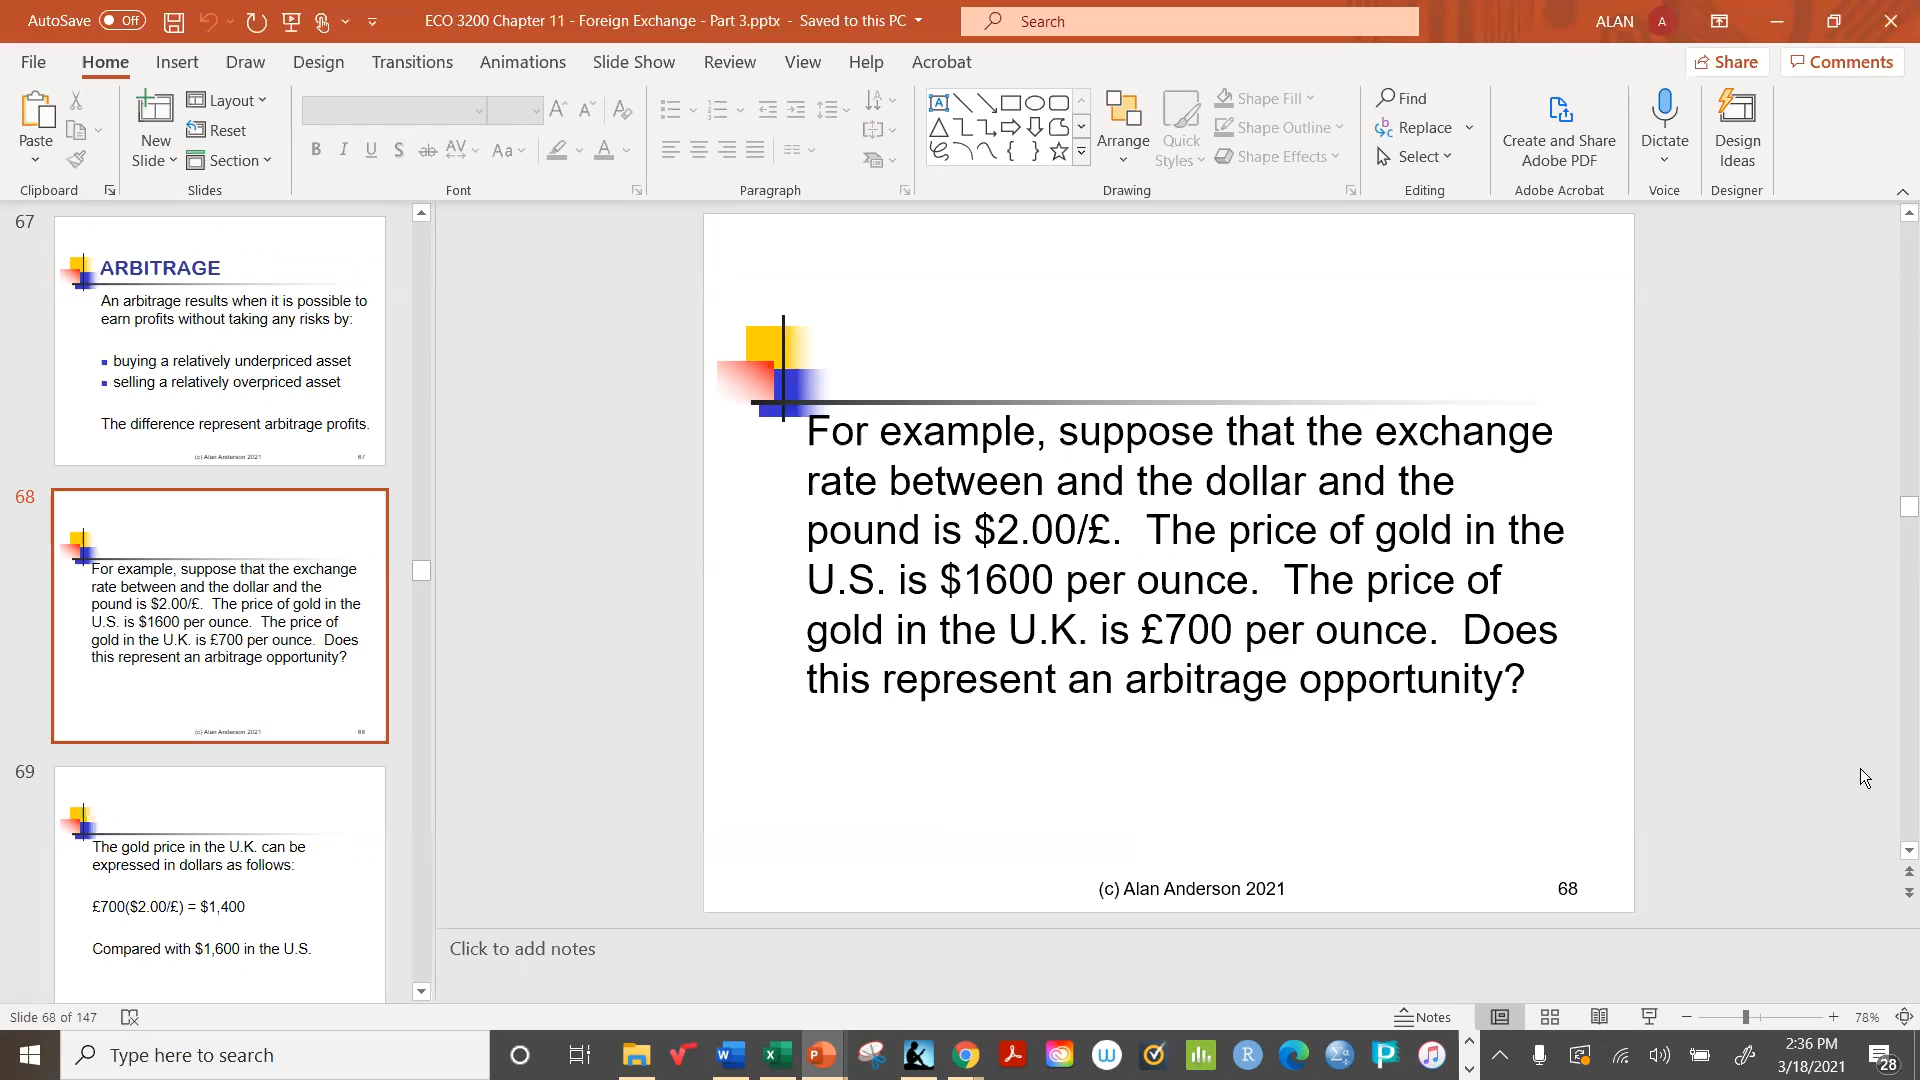 AutoSave Off
ECO 3200 Chapter 11 - Foreign Exchange - Part 3.pptx - Saved to this PC
Search
ALAN A
File Home Insert Draw Design Transitions Animations Slide Show Review View Help Acrobat
Share Comments
Paste
Clipboard
New Slide
Layout
Reset
Section
Slides
B I U S ab AV Aa A
Font
Paragraph
Arrange
Quick Styles
Shape Fill
Shape Outline
Shape Effects
Drawing
Find
Replace
Select
Editing
Create and Share Adobe PDF
Adobe Acrobat
Dictate
Voice
Design Ideas
Designer
67
ARBITRAGE
An arbitrage results when it is possible to
earn profits without taking any risks by:
buying a relatively underpriced asset
selling a relatively overpriced asset
The difference represent arbitrage profits.
(c) Alan Anderson 2021 67
68
For example, suppose that the exchange
rate between and the dollar and the
pound is $2.00/£. The price of gold in the
U.S. is $1600 per ounce. The price of
gold in the U.K. is £700 per ounce. Does
this represent an arbitrage opportunity?
(c) Alan Anderson 2021 68
69
The gold price in the U.K. can be
expressed in dollars as follows:
£700($2.00/£) = $1,400
Compared with $1,600 in the U.S.
For example, suppose that the exchange
rate between and the dollar and the
pound is $2.00/£. The price of gold in the
U.S. is $1600 per ounce. The price of
gold in the U.K. is £700 per ounce. Does
this represent an arbitrage opportunity?
(c) Alan Anderson 2021 68
Click to add notes
Slide 68 of 147
Notes
78%
Type here to search
2:36 PM
3/18/2021
28